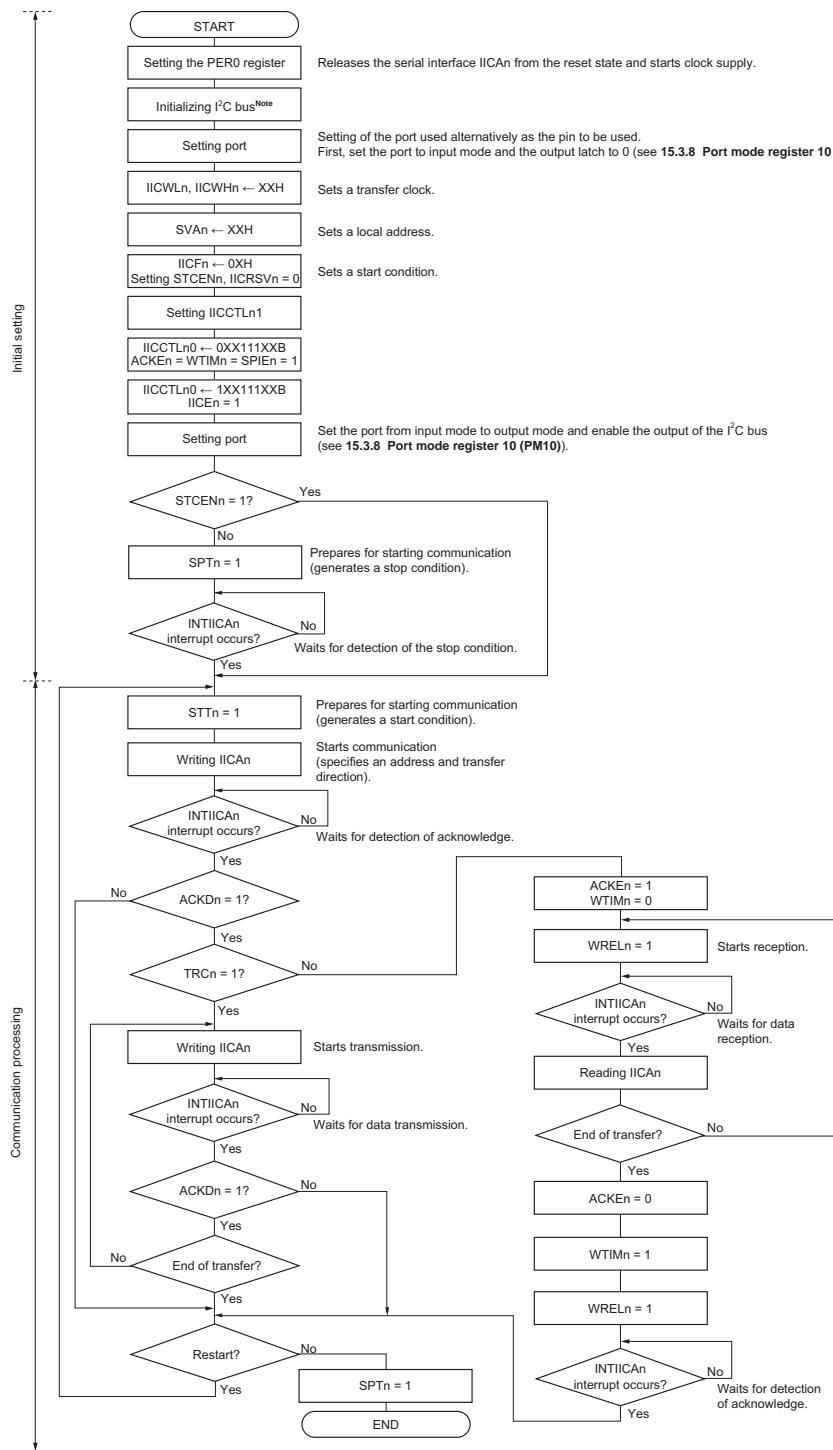 START
Setting the PER0 register
Releases the serial interface IICAn from the reset state and starts clock supply.
Initializing I²C bus^Note
Setting port
Setting of the port used alternatively as the pin to be used.
First, set the port to input mode and the output latch to 0 (see 15.3.8 Port mode register 10
IICWLn, IICWHn ← XXH
Sets a transfer clock.
SVAn ← XXH
Sets a local address.
IICFn ← 0XH
Setting STCENn, IICRSVn = 0
Sets a start condition.
Setting IICCTLn1
IICCTLn0 ← 0XX111XXB
ACKEn = WTIMn = SPIEn = 1
IICCTLn0 ← 1XX111XXB
IICEn = 1
Setting port
Set the port from input mode to output mode and enable the output of the I²C bus
(see 15.3.8 Port mode register 10 (PM10)).
Initial setting
STCENn = 1?
Yes
No
SPTn = 1
Prepares for starting communication
(generates a stop condition).
INTIICAn
interrupt occurs?
No
Waits for detection of the stop condition.
Yes
STTn = 1
Prepares for starting communication
(generates a start condition).
Writing IICAn
Starts communication
(specifies an address and transfer
direction).
INTIICAn
interrupt occurs?
No
Waits for detection of acknowledge.
Yes
No
ACKDn = 1?
Yes
TRCn = 1?
No
Yes
Writing IICAn
Starts transmission.
INTIICAn
interrupt occurs?
No
Waits for data transmission.
Yes
ACKDn = 1?
No
Yes
No
End of transfer?
Yes
Restart?
No
Yes
SPTn = 1
END
Communication processing
ACKEn = 1
WTIMn = 0
WRELn = 1
Starts reception.
INTIICAn
interrupt occurs?
No
Waits for data
reception.
Yes
Reading IICAn
End of transfer?
No
Yes
ACKEn = 0
WTIMn = 1
WRELn = 1
INTIICAn
interrupt occurs?
No
Waits for detection
of acknowledge.
Yes